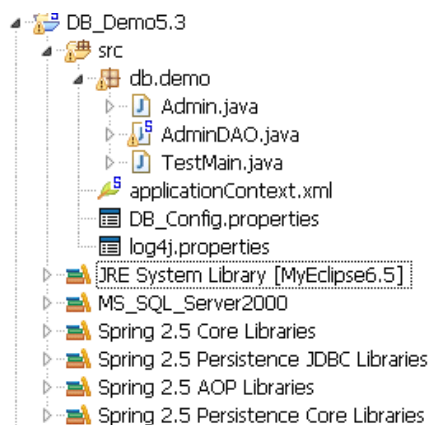 DB_Demo5.3
src
db.demo
Admin.java
AdminDAO.java
TestMain.java
applicationContext.xml
DB_Config.properties
log4j.properties
JRE System Library [MyEclipse6.5]
MS_SQL_Server2000
Spring 2.5 Core Libraries
Spring 2.5 Persistence JDBC Libraries
Spring 2.5 AOP Libraries
Spring 2.5 Persistence Core Libraries